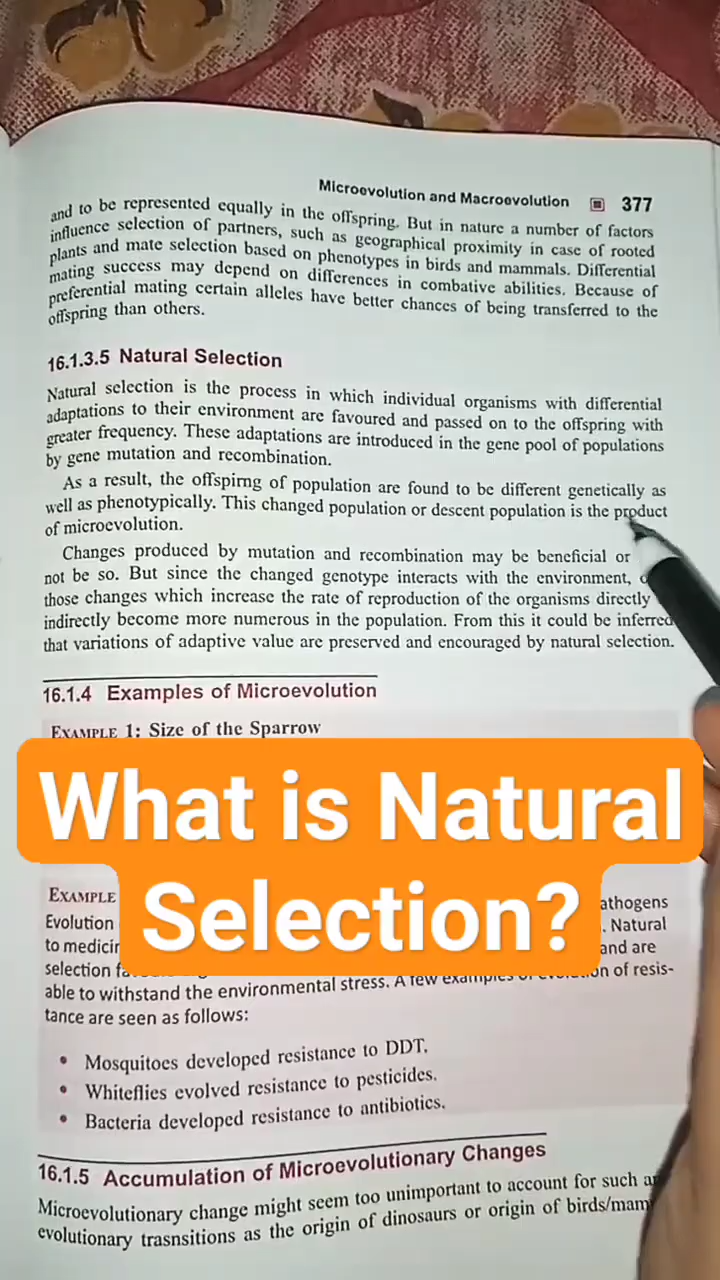 Microevolution and Macroevolution 377
and to be represented equally in the offspring. But in nature a number of factors
influence selection of partners, such as geographical proximity in case of rooted
plants and mate selection based on phenotypes in birds and mammals. Differential
mating success may depend on differences in combative abilities. Because of
preferential mating certain alleles have better chances of being transferred to the
offspring than others.
16.1.3.5 Natural Selection
Natural selection is the process in which individual organisms with differential
adaptations to their environment are favoured and passed on to the offspring with
greater frequency. These adaptations are introduced in the gene pool of populations
by gene mutation and recombination.
As a result, the offspirng of population are found to be different genetically as
well as phenotypically. This changed population or descent population is the product
of microevolution.
Changes produced by mutation and recombination may be beneficial or
not be so. But since the changed genotype interacts with the environment,
those changes which increase the rate of reproduction of the organisms directly
indirectly become more numerous in the population. From this it could be inferred
that variations of adaptive value are preserved and encouraged by natural selection.
16.1.4 Examples of Microevolution
EXAMPLE 1: Size of the Sparrow
What is Natural
Selection?
EXAMPLE
Evolution
. Natural
to
and are
selection
able to withstand the environmental stress. A few examples of evolution of resis-
tance are seen as follows:
• Mosquitoes developed resistance to DDT.
• Whiteflies evolved resistance to pesticides.
• Bacteria developed resistance to antibiotics.
16.1.5 Accumulation of Microevolutionary Changes
Microevolutionary change might seem too unimportant to account for such
evolutionary trasnsitions as the origin of dinosaurs or origin of birds/mam